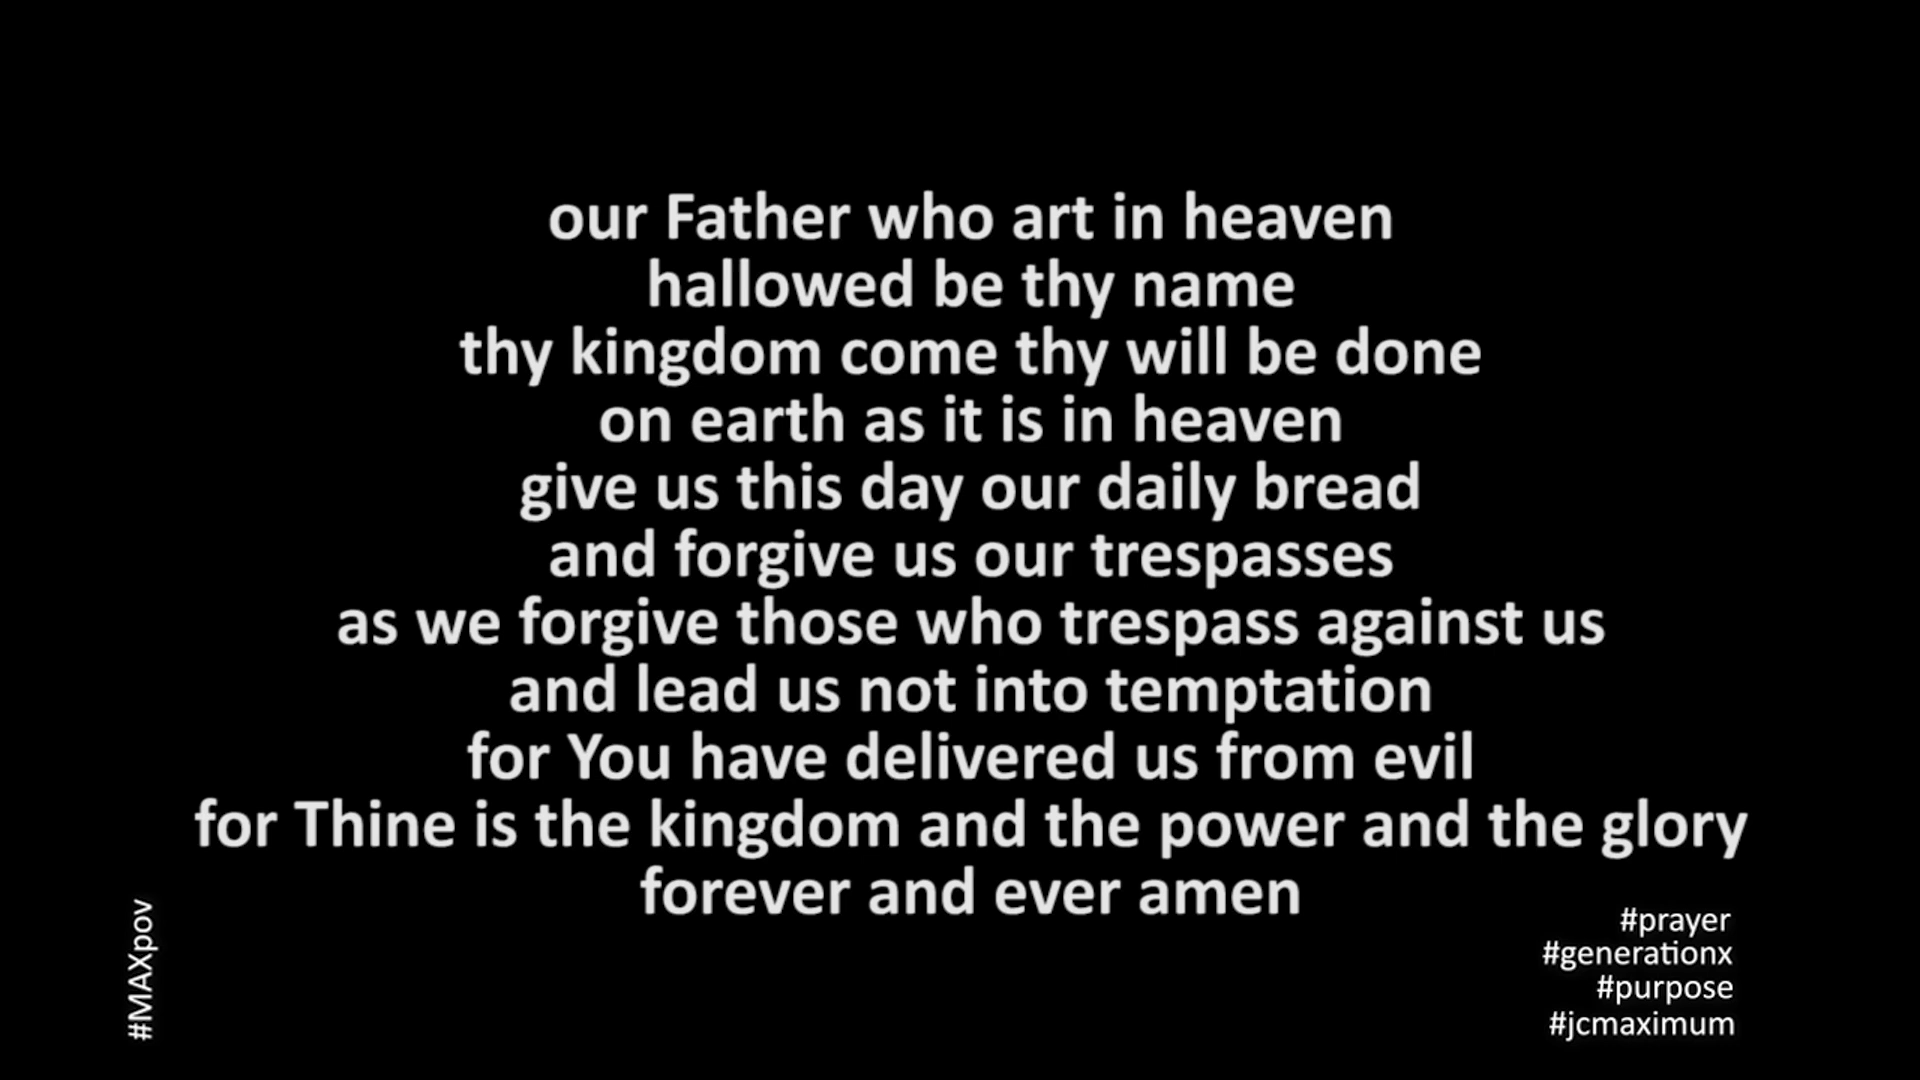 our Father who art in heaven
hallowed be thy name
thy kingdom come thy will be done
on earth as it is in heaven
give us this day our daily bread
and forgive us our trespasses
as we forgive those who trespass against us
and lead us not into temptation
for You have delivered us from evil
for Thine is the kingdom and the power and the glory
forever and ever amen
#MAXpov
#prayer
#generationx
#purpose
#jcmaximum